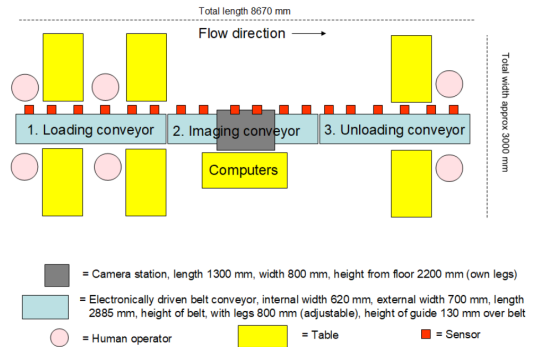 Total length 8670 mm
Flow direction
Total width approx 3000 mm
1. Loading conveyor
2. Imaging conveyor
3. Unloading conveyor
Computers
= Camera station, length 1300 mm, width 800 mm, height from floor 2200 mm (own legs)
= Electronically driven belt conveyor, internal width 620 mm, external width 700 mm, length
2885 mm, height of belt, with legs 800 mm (adjustable), height of guide 130 mm over belt
= Human operator
= Table
= Sensor